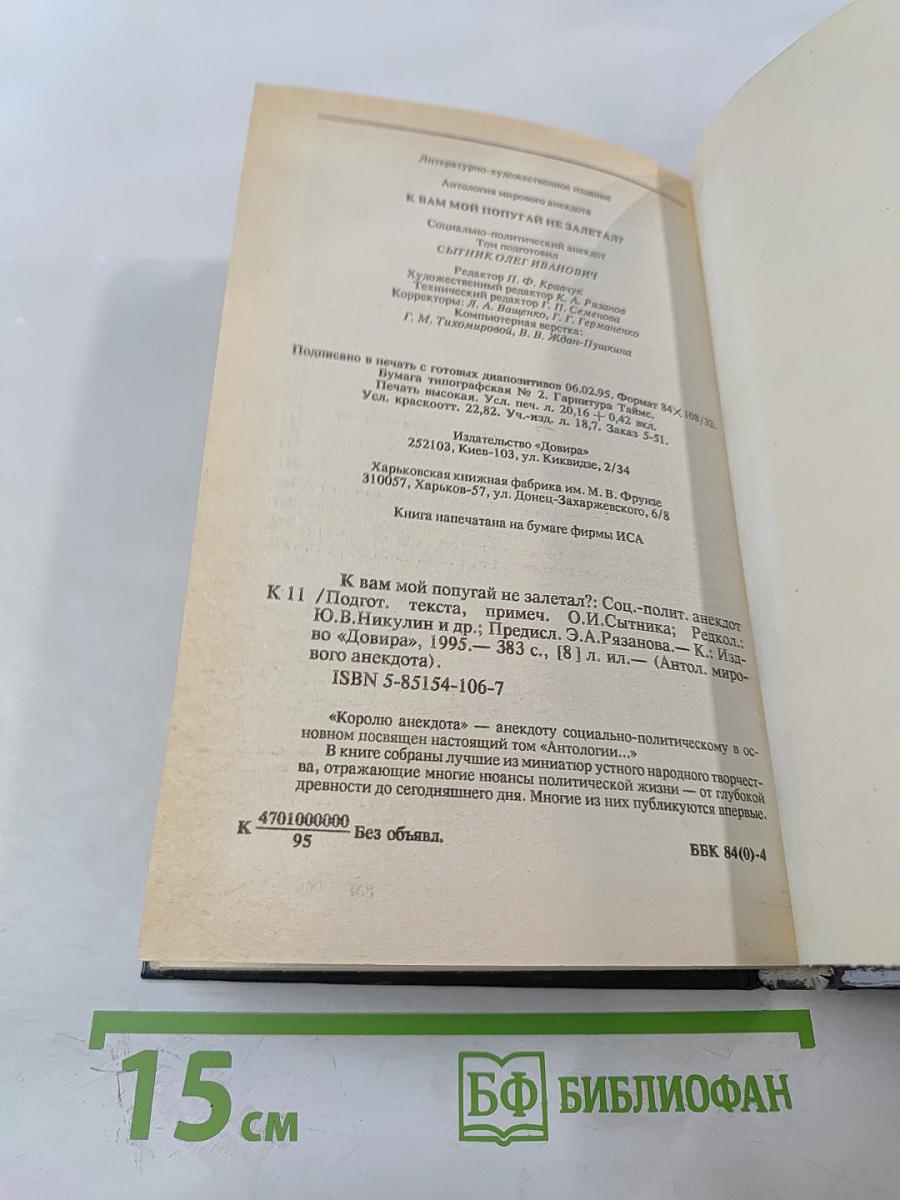 Литературно-художественное издание
Антология мирового анекдота
К ВАМ МОЙ ПОПУГАЙ НЕ ЗАЛЕТАЛ?
Социально-политический анекдот
Том подготовил
СЫТНИК ОЛЕГ ИВАНОВИЧ
Редактор П. Ф. Кравчук
Художественный редактор К. А. Рязанов
Технический редактор Г. П. Семенова
Корректоры: Л. А. Ващенко, Г. Г. Германенко
Компьютерная верстка:
Г. М. Тихомировой, В. В. Ждан-Пушкина
Подписано в печать с готовых диапозитивов 06.02.95. Формат 84×108/32.
Бумага типографская № 2. Гарнитура Таймс.
Печать высокая. Усл. печ. л. 20,16 + 0,42 вкл.
Усл. краскоотт. 22,82. Уч.-изд. л. 18,7. Заказ 5-51.
Издательство «Довира»
252103, Киев-103, ул. Киквидзе, 2/34
Харьковская книжная фабрика им. М. В. Фрунзе
310057, Харьков-57, ул. Донец-Захаржевского, 6/8
Книга напечатана на бумаге фирмы ИСА
К вам мой попугай не залетал?: Соц.-полит. анекдот
К 11 /Подгот. текста, примеч. О.И.Сытника; Редкол.:
Ю.В.Никулин и др.; Предисл. Э.А.Рязанова.— К.: Изд-
во «Довира», 1995.— 383 с., [8] л. ил.— (Антол. миро-
вого анекдота).
ISBN 5-85154-106-7
«Королю анекдота» — анекдоту социально-политическому в ос-
новном посвящен настоящий том «Антологии...»
В книге собраны лучшие из миниатюр устного народного творчест-
ва, отражающие многие нюансы политической жизни — от глубокой
древности до сегодняшнего дня. Многие из них публикуются впервые.
К 4701000000/95 Без объявл.
ББК 84(0)-4
15 см
БФ БИБЛИОФАН